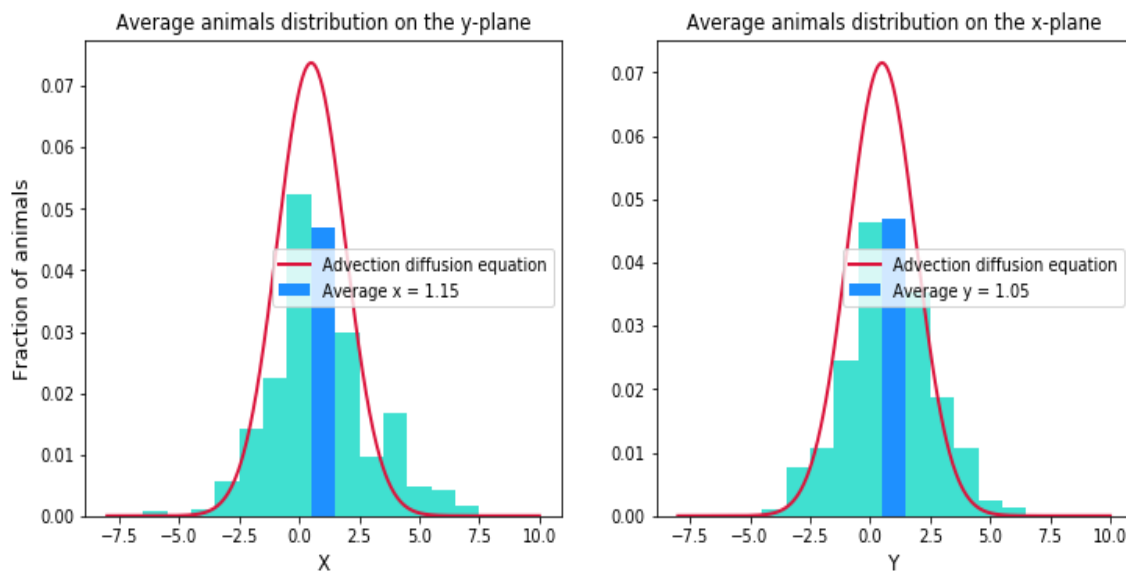 Average animals distribution on the y-plane
0.07
0.06
0.05
0.04
0.03
0.02
0.01
0.00
Fraction of animals
Advection diffusion equation
Average x = 1.15
−7.5 −5.0 −2.5 0.0 2.5 5.0 7.5 10.0
X
Average animals distribution on the x-plane
0.07
0.06
0.05
0.04
0.03
0.02
0.01
0.00
Advection diffusion equation
Average y = 1.05
−7.5 −5.0 −2.5 0.0 2.5 5.0 7.5 10.0
Y